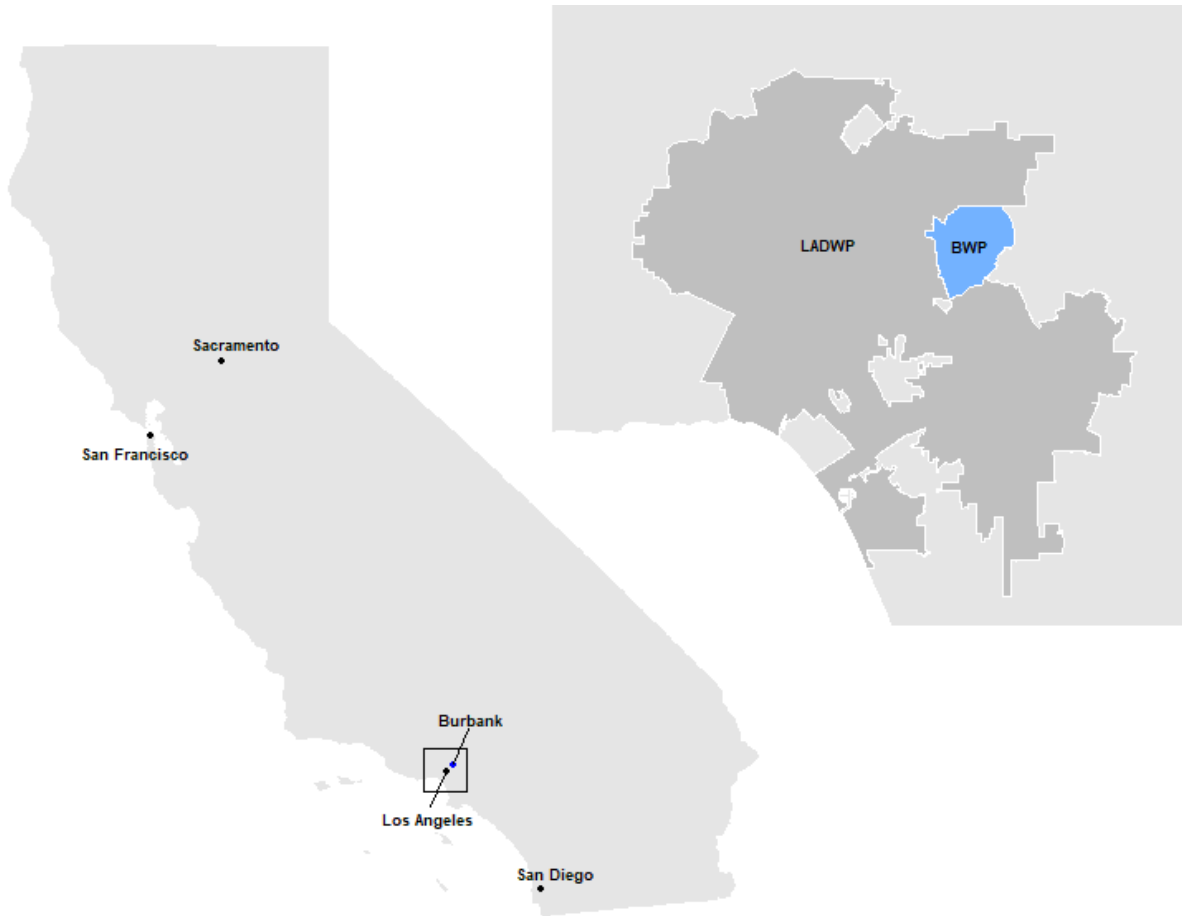 LADWP
BWP
Sacramento
San Francisco
Burbank
Los Angeles
San Diego